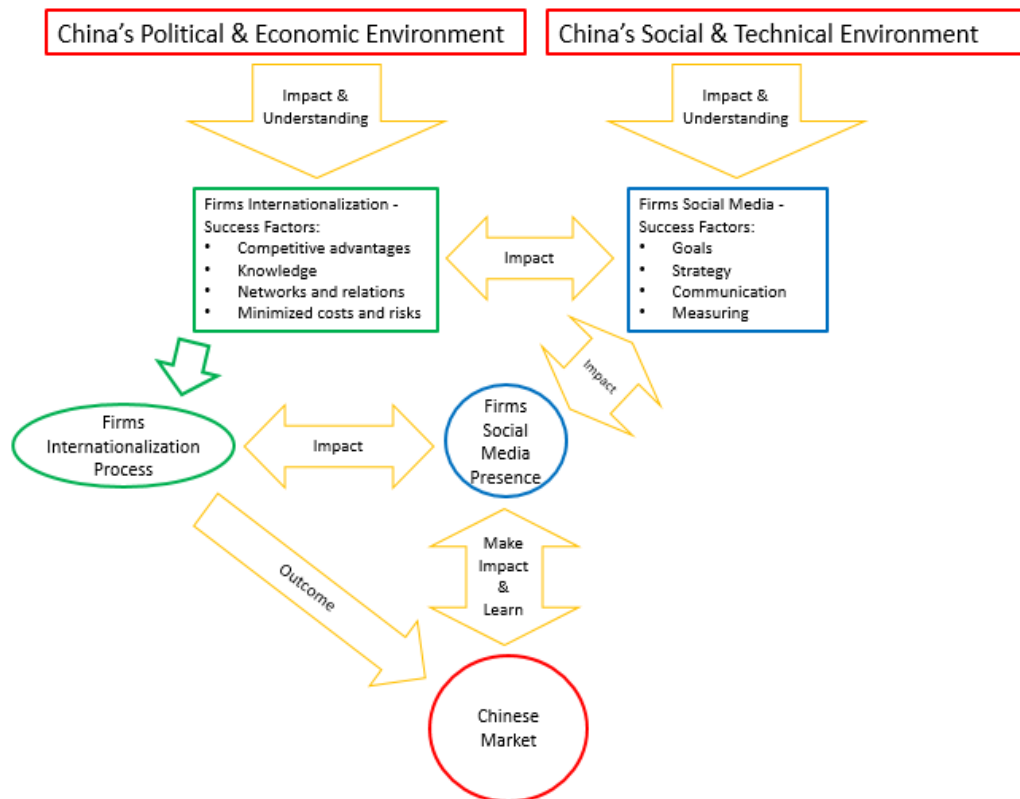 China's Political & Economic Environment
China's Social & Technical Environment
Impact &
Understanding
Impact &
Understanding
Firms Internationalization -
Success Factors:
• Competitive advantages
• Knowledge
• Networks and relations
• Minimized costs and risks
Impact
Firms Social Media -
Success Factors:
• Goals
• Strategy
• Communication
• Measuring
Impact
Firms
Internationalization
Process
Impact
Firms
Social
Media
Presence
Outcome
Make
Impact
&
Learn
Chinese
Market